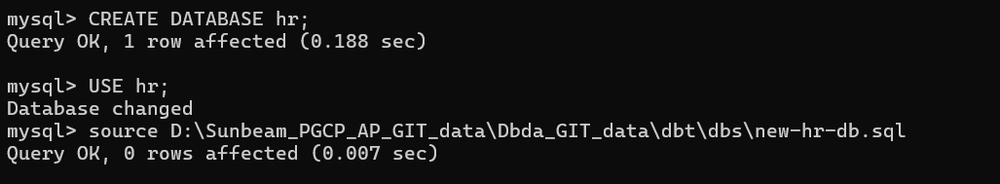 mysql> CREATE DATABASE hr;
Query OK, 1 row affected (0.188 sec)
mysql> USE hr;
Database changed
mysql> source D:\Sunbeam_PGCP_AP_GIT_data\Dbda_GIT_data\dbt\dbs\new-hr-db.sql
Query OK, 0 rows affected (0.007 sec)